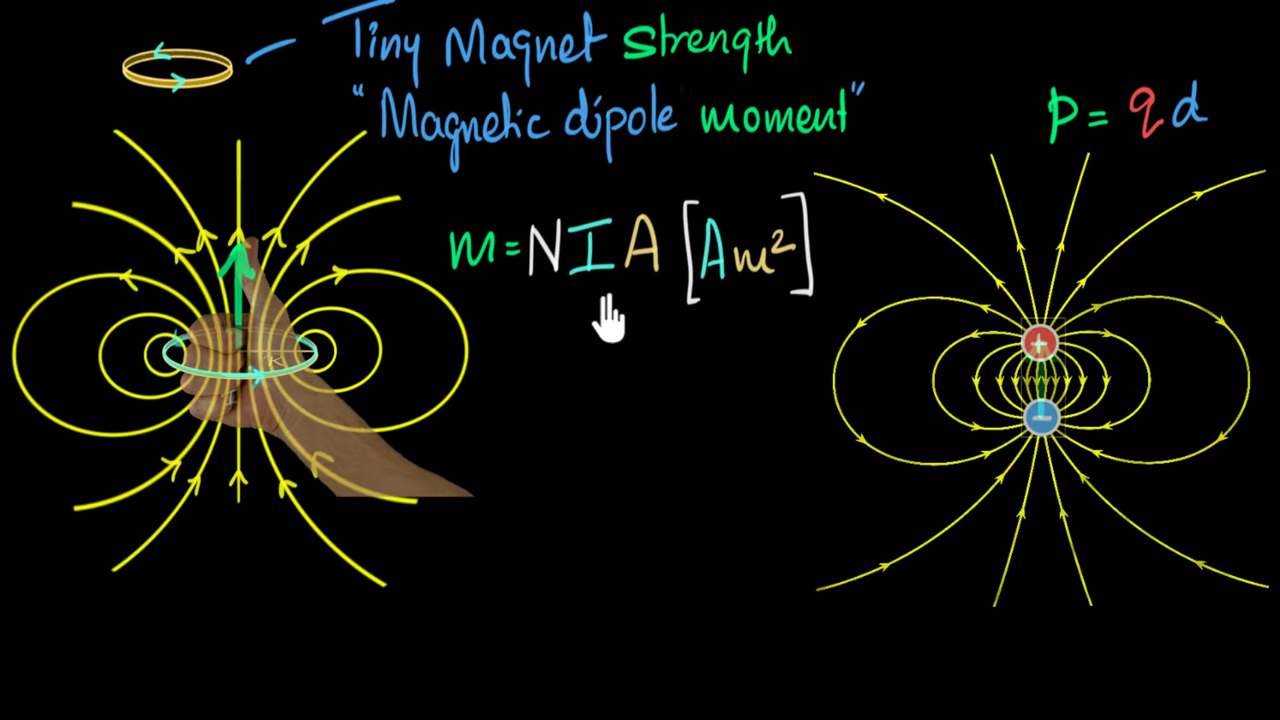 Tiny Magnet Strength
"Magnetic dipole moment"
p = qd
m = NIA [Am²]
+
−